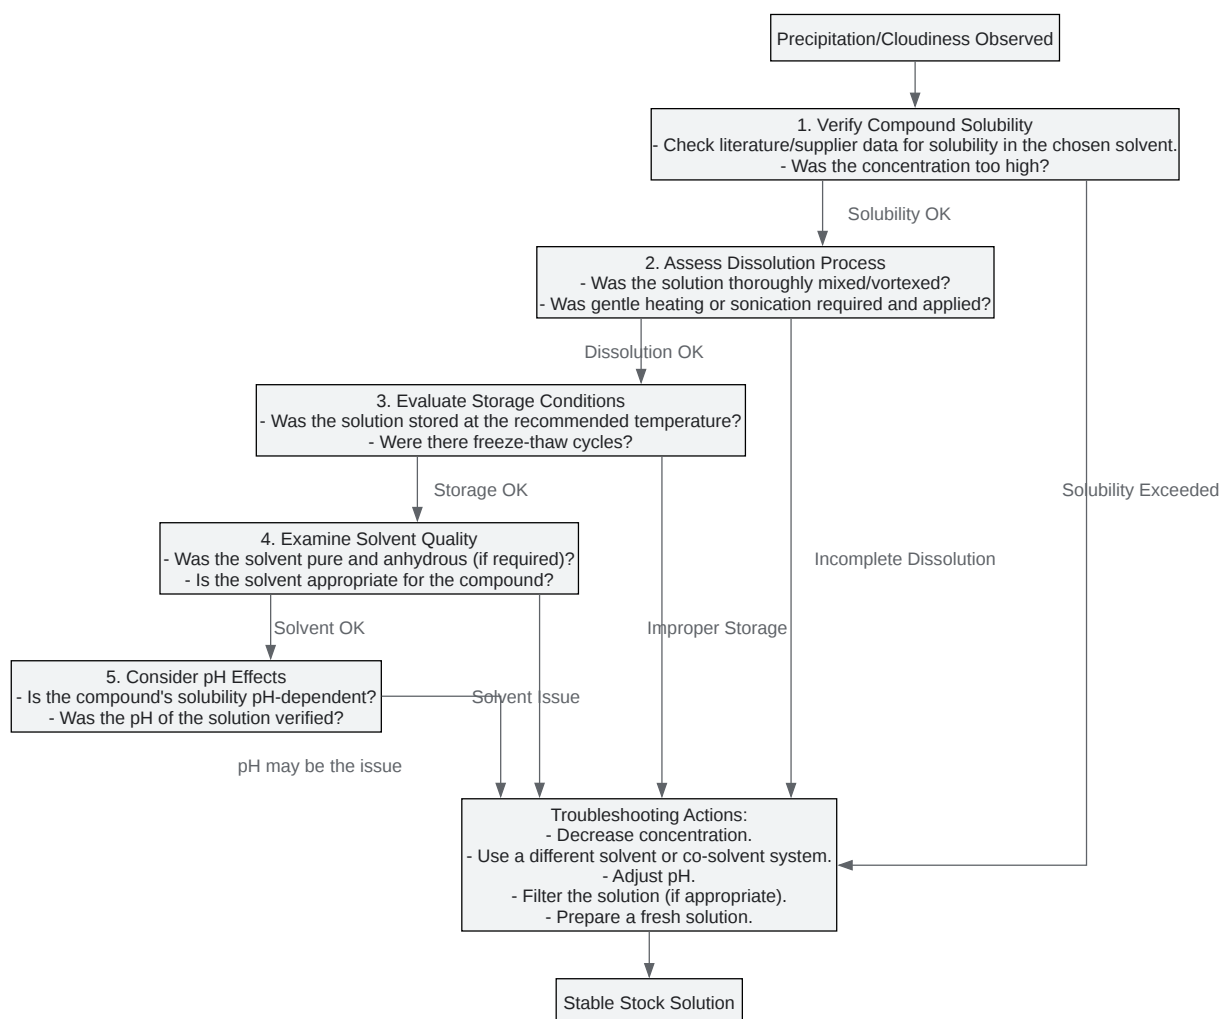 Precipitation/Cloudiness Observed
1. Verify Compound Solubility
- Check literature/supplier data for solubility in the chosen solvent.
- Was the concentration too high?
Solubility OK
2. Assess Dissolution Process
- Was the solution thoroughly mixed/vortexed?
- Was gentle heating or sonication required and applied?
Dissolution OK
3. Evaluate Storage Conditions
- Was the solution stored at the recommended temperature?
- Were there freeze-thaw cycles?
Storage OK
Solubility Exceeded
4. Examine Solvent Quality
- Was the solvent pure and anhydrous (if required)?
- Is the solvent appropriate for the compound?
Incomplete Dissolution
Solvent OK
Improper Storage
5. Consider pH Effects
- Is the compound's solubility pH-dependent?
- Was the pH of the solution verified?
Solvent Issue
pH may be the issue
Troubleshooting Actions:
- Decrease concentration.
- Use a different solvent or co-solvent system.
- Adjust pH.
- Filter the solution (if appropriate).
- Prepare a fresh solution.
Stable Stock Solution